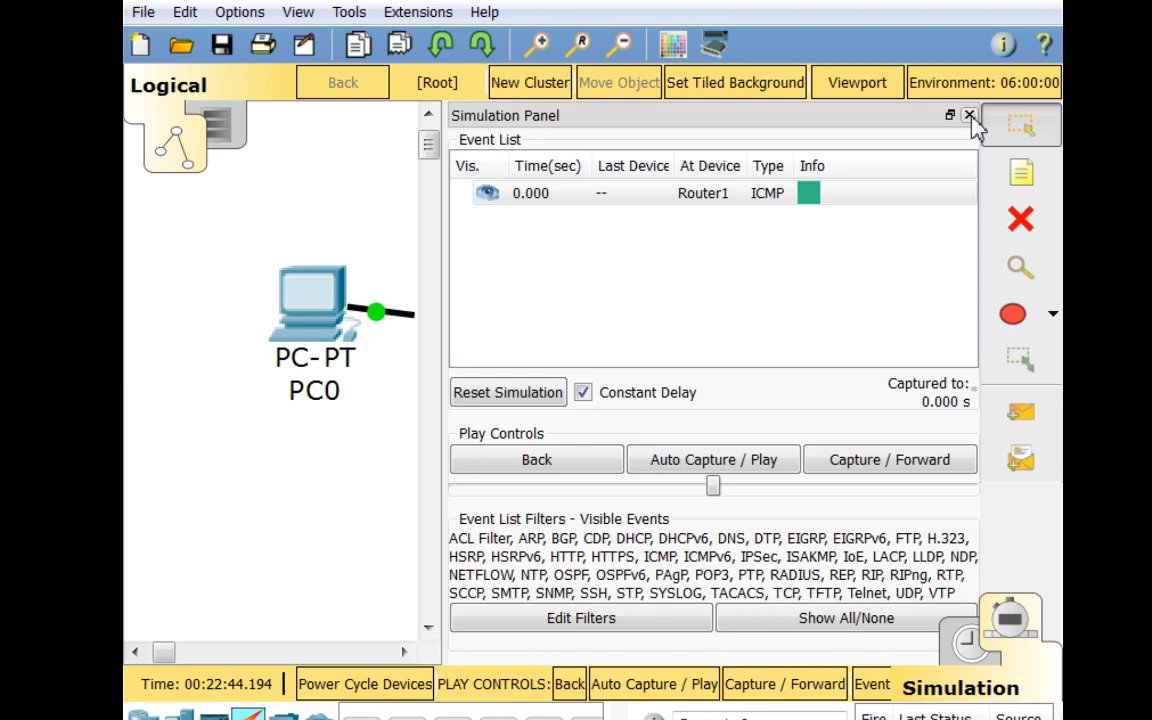 File Edit Options View Tools Extensions Help
Logical Back [Root] New Cluster Move Object Set Tiled Background Viewport Environment: 06:00:00
Simulation Panel
Event List
Vis. Time(sec) Last Device At Device Type Info
0.000 -- Router1 ICMP
PC-PT
PC0
Reset Simulation Constant Delay Captured to:
0.000 s
Play Controls
Back Auto Capture / Play Capture / Forward
Event List Filters - Visible Events
ACL Filter, ARP, BGP, CDP, DHCP, DHCPv6, DNS, DTP, EIGRP, EIGRPv6, FTP, H.323,
HSRP, HSRPv6, HTTP, HTTPS, ICMP, ICMPv6, IPSec, ISAKMP, IoE, LACP, LLDP, NDP,
NETFLOW, NTP, OSPF, OSPFv6, PAgP, POP3, PTP, RADIUS, REP, RIP, RIPng, RTP,
SCCP, SMTP, SNMP, SSH, STP, SYSLOG, TACACS, TCP, TFTP, Telnet, UDP, VTP
Edit Filters Show All/None
Time: 00:22:44.194 Power Cycle Devices PLAY CONTROLS: Back Auto Capture / Play Capture / Forward Event Simulation
Fire Last Status Source